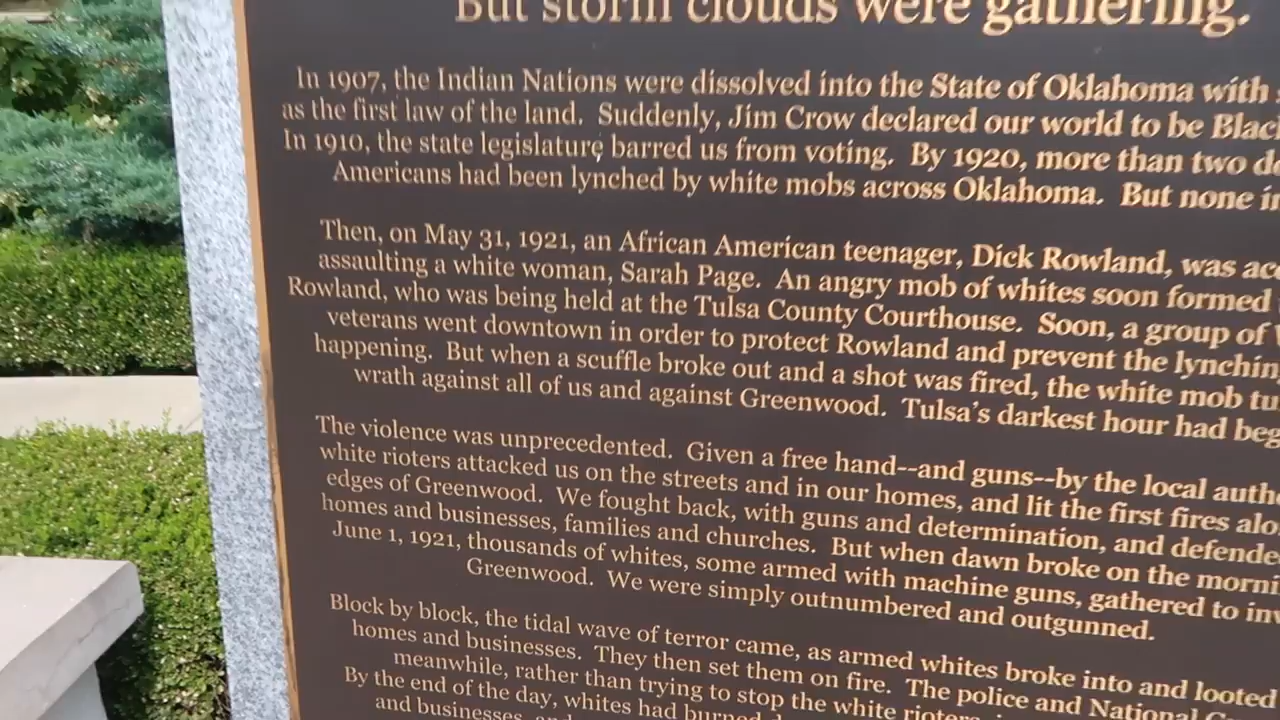 But storm clouds were gathering.
In 1907, the Indian Nations were dissolved into the State of Oklahoma with
as the first law of the land. Suddenly, Jim Crow declared our world to be
In 1910, the state legislature barred us from voting. By 1920, more than two
Americans had been lynched by white mobs across Oklahoma. But none
Then, on May 31, 1921, an African American teenager, Dick Rowland, was
assaulting a white woman, Sarah Page. An angry mob of whites soon formed
Rowland, who was being held at the Tulsa County Courthouse. Soon, a group of
veterans went downtown in order to protect Rowland and prevent the
happening. But when a scuffle broke out and a shot was fired, the white mob
wrath against all of us and against Greenwood. Tulsa's darkest hour had
The violence was unprecedented. Given a free hand--and guns--by the local
white rioters attacked us on the streets and in our homes, and lit the first fires
edges of Greenwood. We fought back, with guns and determination, and
homes and businesses, families and churches. But when dawn broke on the
June 1, 1921, thousands of whites, some armed with machine guns, gathered to
Greenwood. We were simply outnumbered and outgunned.
Block by block, the tidal wave of terror came, as armed whites broke into and looted
homes and businesses. They then set them on fire. The police and National
meanwhile, rather than trying to stop the white rioters,
By the end of the day, whites had burned
and businesses,